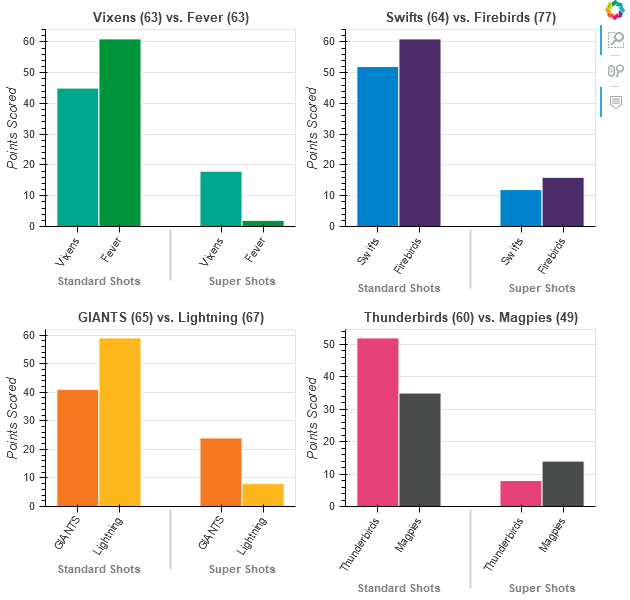 Vixens (63) vs. Fever (63)
Points Scored
60
50
40
30
20
10
0
Vixens
Fever
Vixens
Fever
Standard Shots
Super Shots
Swifts (64) vs. Firebirds (77)
Points Scored
60
50
40
30
20
10
0
Swifts
Firebirds
Swifts
Firebirds
Standard Shots
Super Shots
GIANTS (65) vs. Lightning (67)
Points Scored
60
50
40
30
20
10
0
GIANTS
Lightning
GIANTS
Lightning
Standard Shots
Super Shots
Thunderbirds (60) vs. Magpies (49)
Points Scored
50
40
30
20
10
0
Thunderbirds
Magpies
Thunderbirds
Magpies
Standard Shots
Super Shots